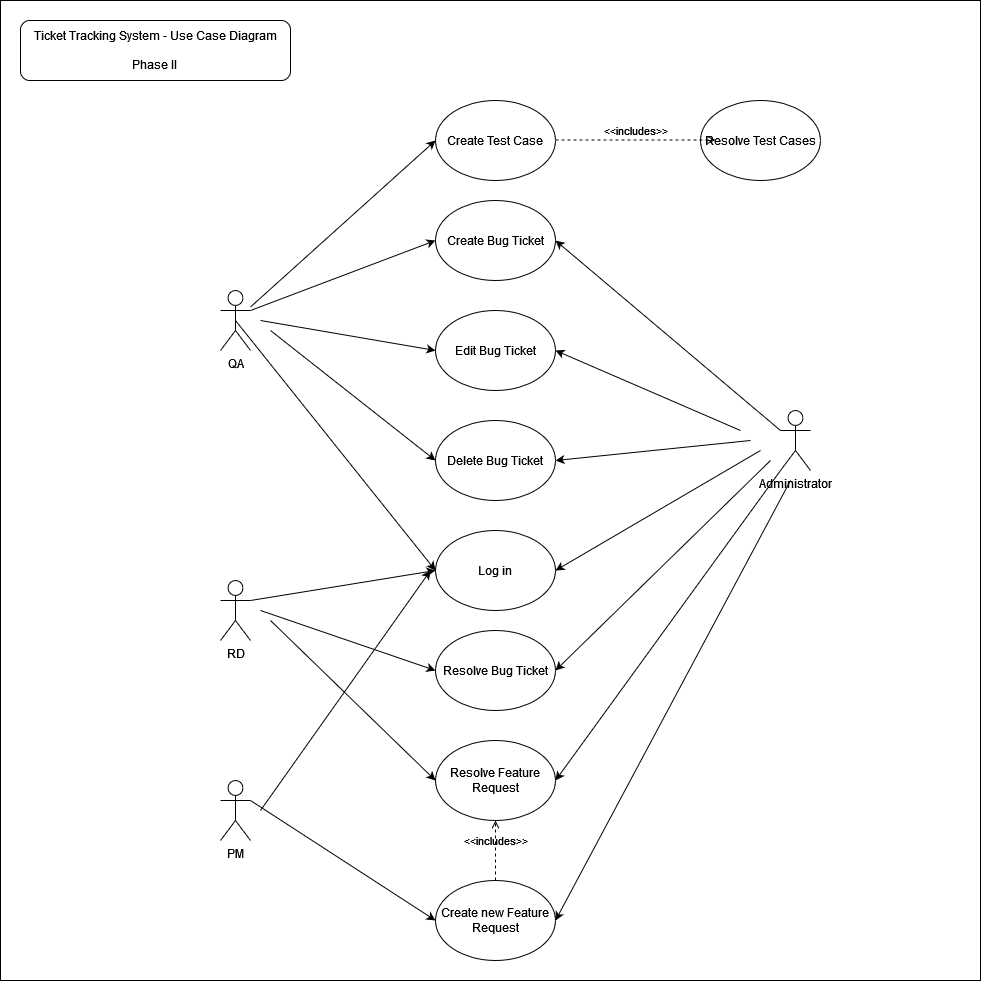 Ticket Tracking System - Use Case Diagram
Phase II
Create Test Case
<<includes>>
Resolve Test Cases
Create Bug Ticket
QA
Edit Bug Ticket
Delete Bug Ticket
Administrator
Log in
RD
Resolve Bug Ticket
Resolve Feature
Request
<<includes>>
PM
Create new Feature
Request